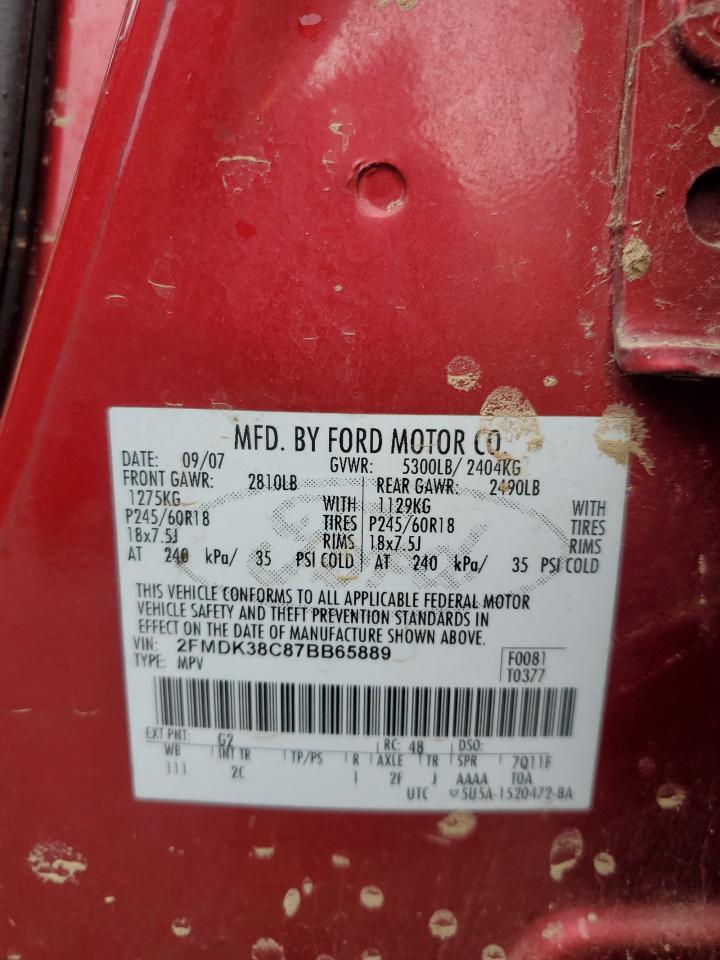 MFD. BY FORD MOTOR CO
DATE: 09/07 GVWR: 5300LB/ 2404KG
FRONT GAWR: 2810LB REAR GAWR: 2490LB
1275KG WITH 1129KG WITH
P245/60R18 TIRES P245/60R18 TIRES
18x7.5J RIMS 18x7.5J RIMS
AT 240 kPa/ 35 PSI COLD AT 240 kPa/ 35 PSI COLD
Ford
THIS VEHICLE CONFORMS TO ALL APPLICABLE FEDERAL MOTOR
VEHICLE SAFETY AND THEFT PREVENTION STANDARDS IN
EFFECT ON THE DATE OF MANUFACTURE SHOWN ABOVE.
VIN: 2FMDK38C87BB65889 F0081
TYPE: MPV T0377
EXT PNT: G2 RC: 48 DSO:
WB INT TR TP/PS R AXLE TR SPR 7Q11F
111 2C 1 2F J AAAA TOA
UTC ▽5U5A-1520472-BA